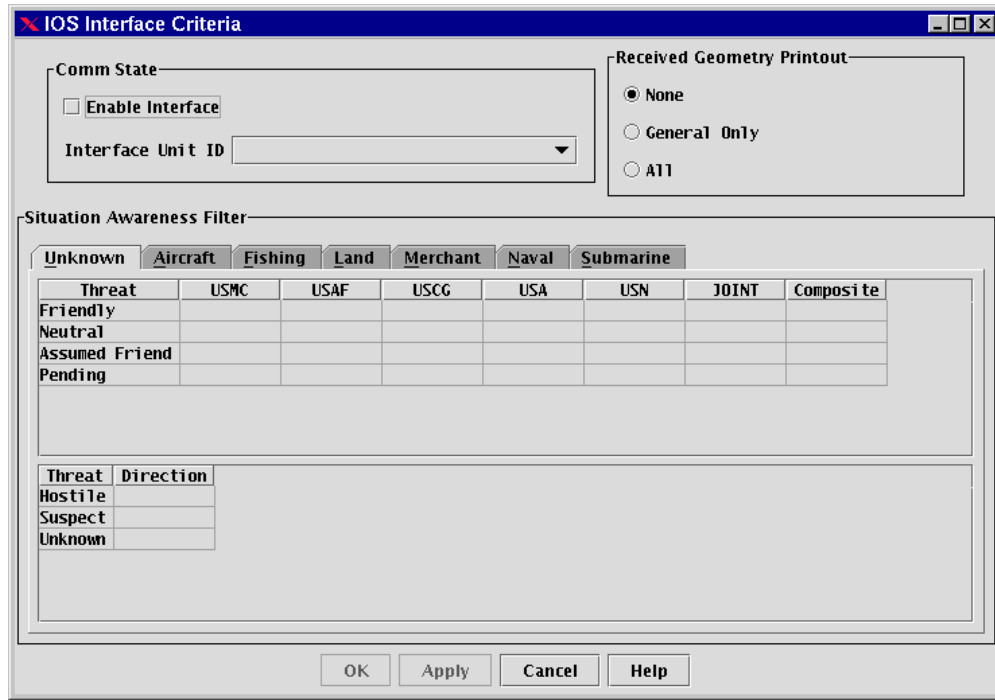 IOS Interface Criteria
Comm State
Enable Interface
Interface Unit ID
Received Geometry Printout
None
General Only
All
Situation Awareness Filter
Unknown Aircraft Fishing Land Merchant Naval Submarine
Threat USMC USAF USCG USA USN JOINT Composite
Friendly
Neutral
Assumed Friend
Pending
Threat Direction
Hostile
Suspect
Unknown
OK Apply Cancel Help